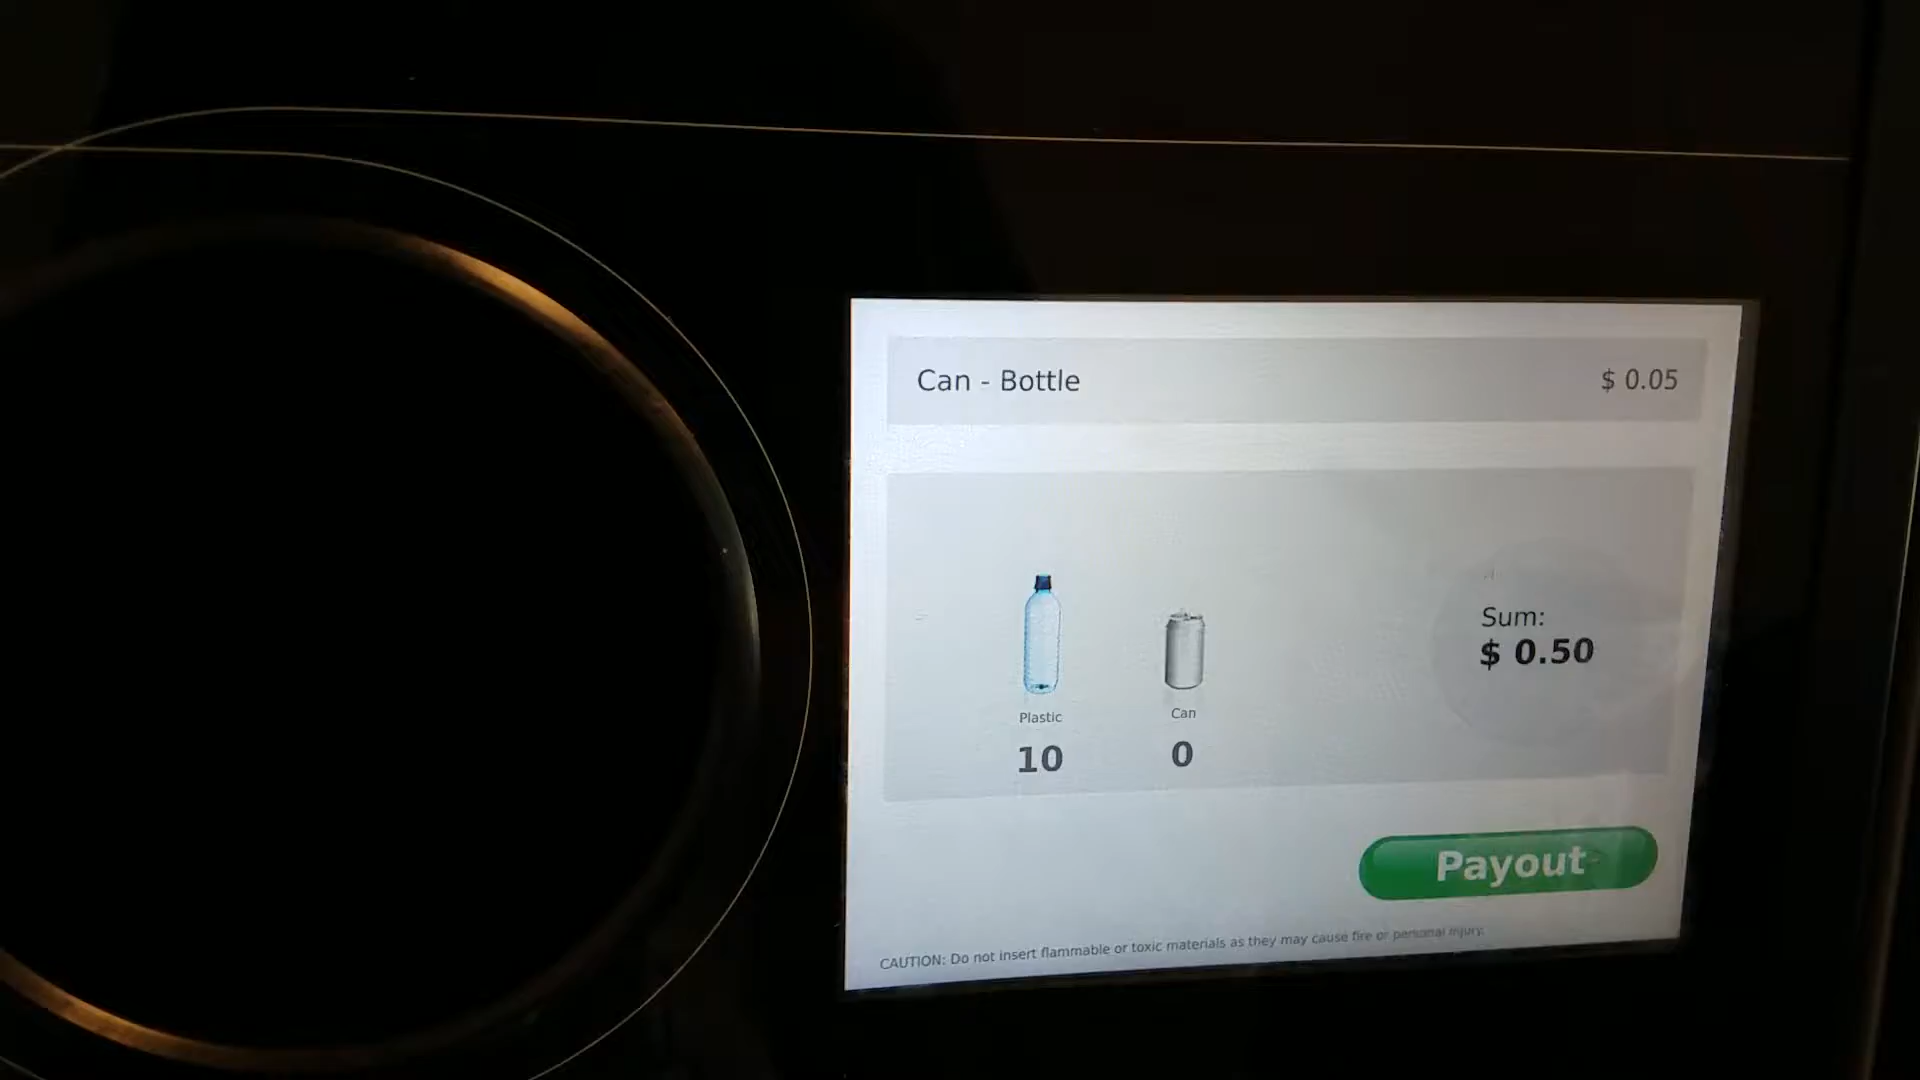 Can - Bottle $ 0.05
Sum:
$ 0.50
Plastic Can
10 0
Payout
CAUTION: Do not insert flammable or toxic materials as they may cause fire or personal injury.